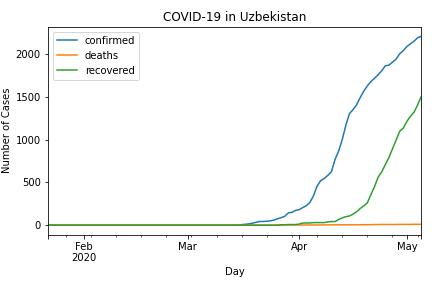 COVID-19 in Uzbekistan
confirmed
deaths
recovered
Number of Cases
2000
1500
1000
500
0
Feb
2020
Mar
Apr
May
Day